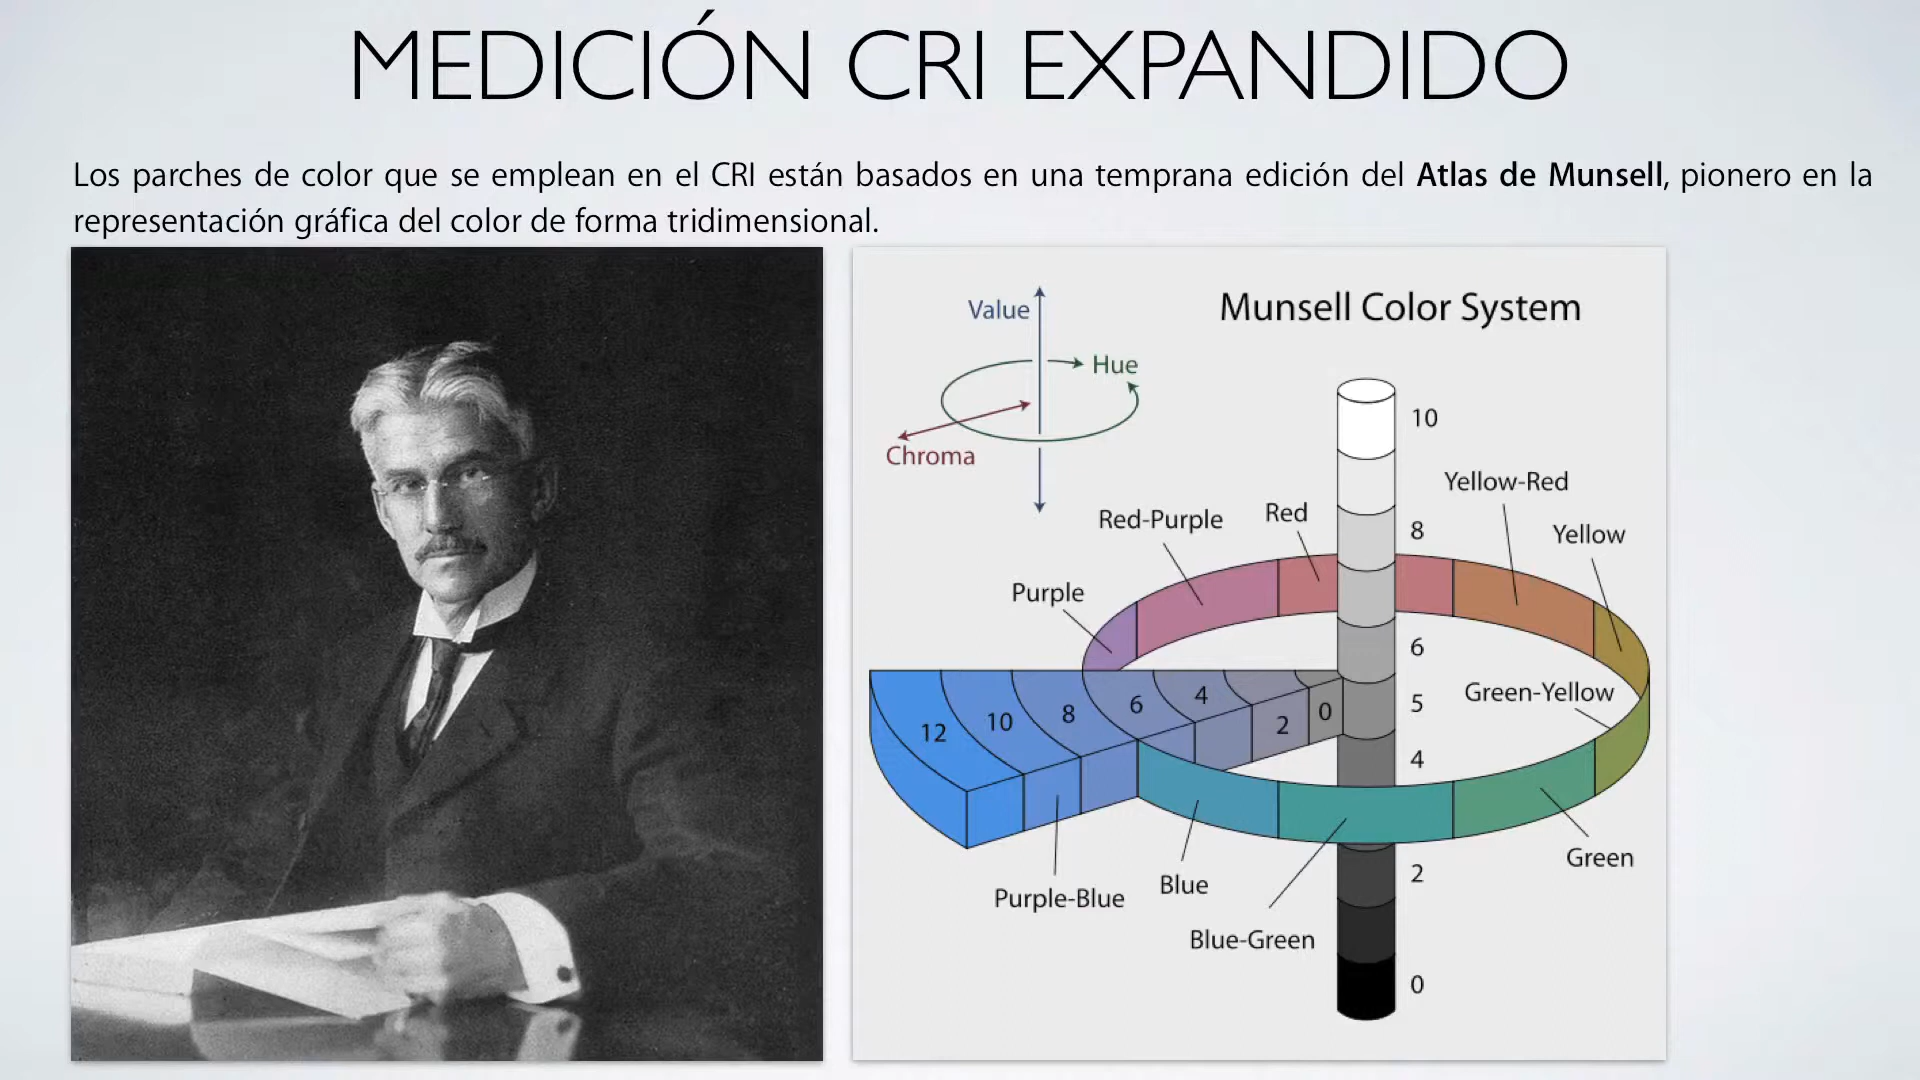 MEDICIÓN CRI EXPANDIDO
Los parches de color que se emplean en el CRI están basados en una temprana edición del Atlas de Munsell, pionero en la
representación gráfica del color de forma tridimensional.
Munsell Color System
Value
Hue
Chroma
10
Yellow-Red
Red
Red-Purple
8
Yellow
Purple
6
Green-Yellow
5
12
10
8
6
4
2
0
4
Green
2
Blue
Purple-Blue
Blue-Green
0